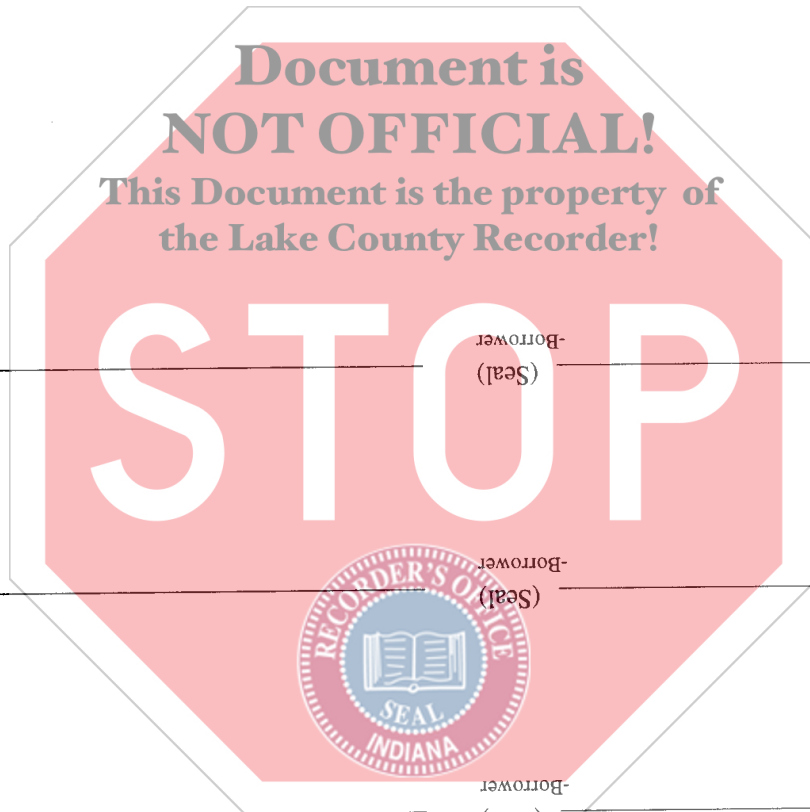 Document is
NOT OFFICIAL!
This Document is the property of
the Lake County Recorder!
STOP
-Borrower
(Seal)
-Borrower
(Seal)
RECORDER'S OFFICE
SEAL
INDIANA
-Borrower